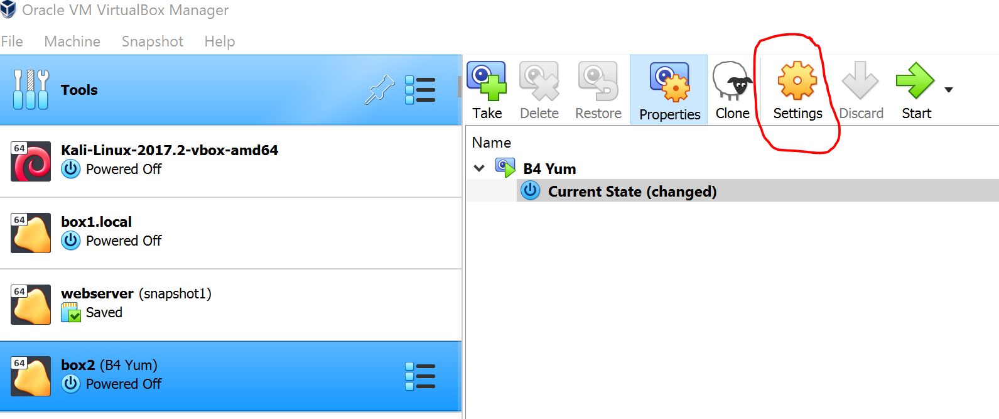 Oracle VM VirtualBox Manager
File Machine Snapshot Help
Tools
64 Kali-Linux-2017.2-vbox-amd64
Powered Off
64 box1.local
Powered Off
64 webserver (snapshot1)
Saved
64 box2 (B4 Yum)
Powered Off
Take Delete Restore Properties Clone Settings Discard Start
Name
B4 Yum
Current State (changed)